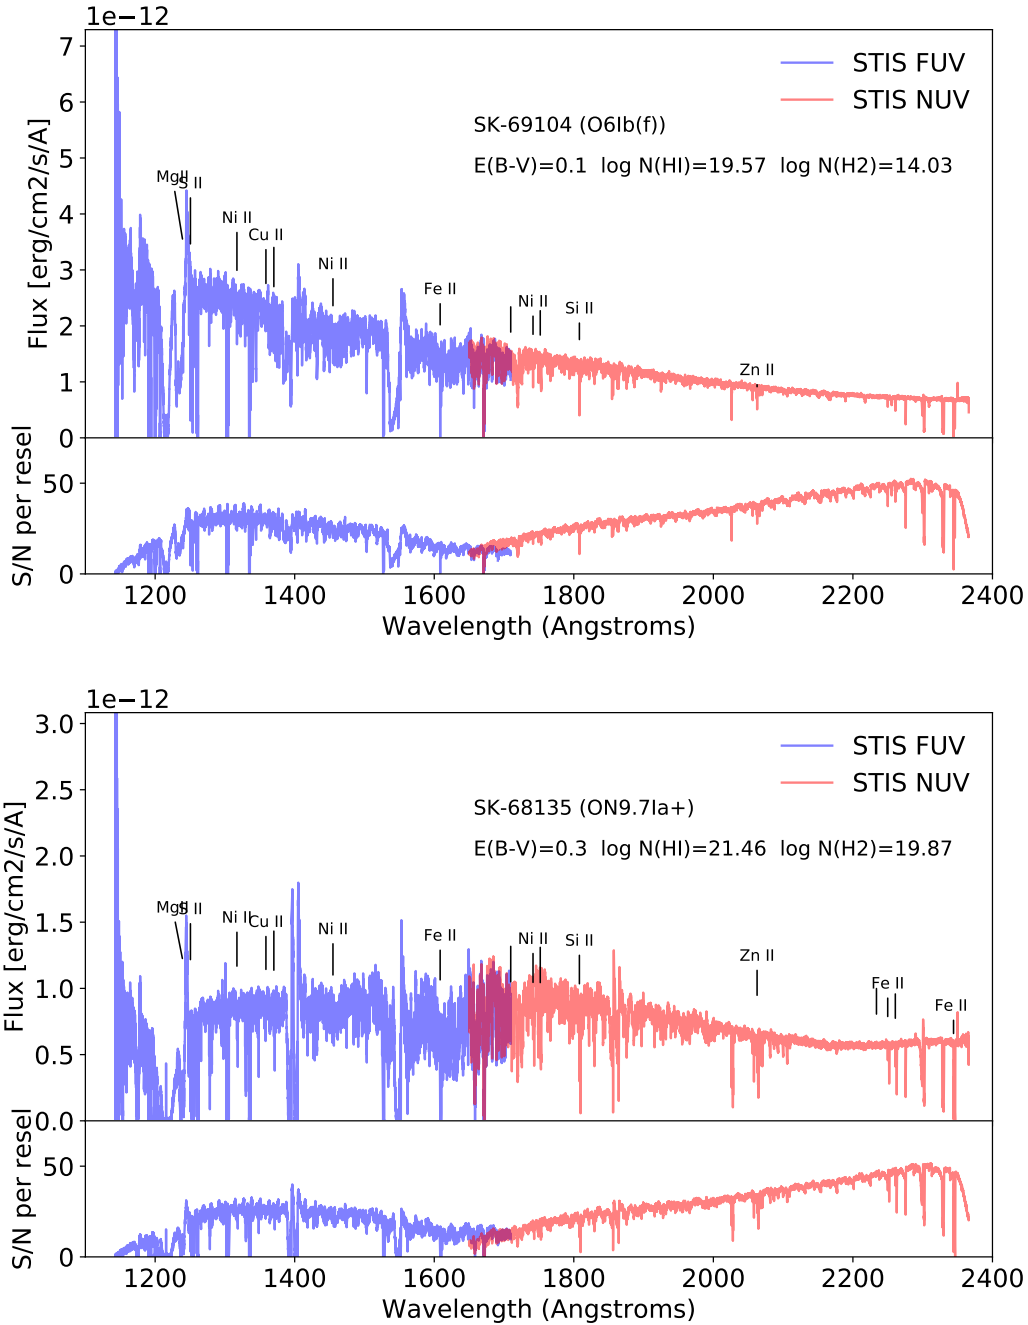 1e−12
7
6
5
4
3
2
1
0
Flux [erg/cm2/s/A]
STIS FUV
STIS NUV
SK-69104 (O6Ib(f))
E(B-V)=0.1 log N(HI)=19.57 log N(H2)=14.03
MgII
S II
Ni II
Cu II
Ni II
Fe II
Ni II
Si II
Zn II
50
0
S/N per resel
1200 1400 1600 1800 2000 2200 2400
Wavelength (Angstroms)
1e−12
3.0
2.5
2.0
1.5
1.0
0.5
0.0
Flux [erg/cm2/s/A]
STIS FUV
STIS NUV
SK-68135 (ON9.7Ia+)
E(B-V)=0.3 log N(HI)=21.46 log N(H2)=19.87
MgII
S II
Ni II
Cu II
Ni II
Fe II
Ni II
Si II
Zn II
Fe II
Fe II
50
0
S/N per resel
1200 1400 1600 1800 2000 2200 2400
Wavelength (Angstroms)